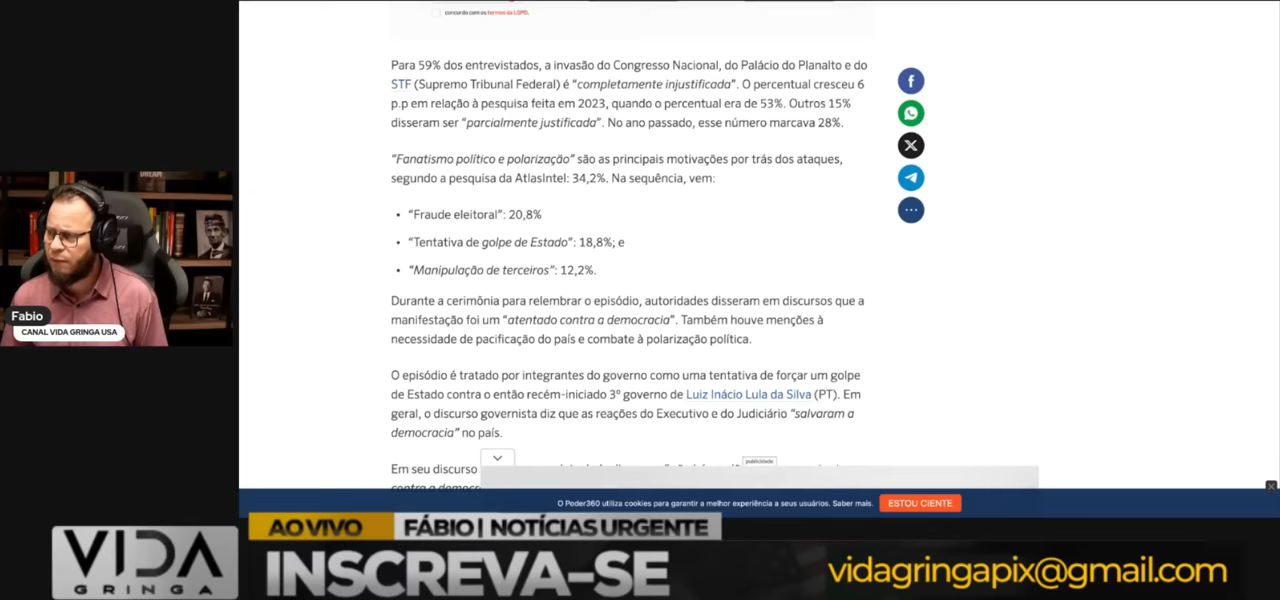 concordo com os termos da LGPD.
Para 59% dos entrevistados, a invasão do Congresso Nacional, do Palácio do Planalto e do
STF (Supremo Tribunal Federal) é “completamente injustificada”. O percentual cresceu 6
p.p em relação à pesquisa feita em 2023, quando o percentual era de 53%. Outros 15%
disseram ser “parcialmente justificada”. No ano passado, esse número marcava 28%.
“Fanatismo político e polarização” são as principais motivações por trás dos ataques,
segundo a pesquisa da AtlasIntel: 34,2%. Na sequência, vem:
• “Fraude eleitoral”: 20,8%
• “Tentativa de golpe de Estado”: 18,8%; e
• “Manipulação de terceiros”: 12,2%.
Durante a cerimônia para relembrar o episódio, autoridades disseram em discursos que a
manifestação foi um “atentado contra a democracia”. Também houve menções à
necessidade de pacificação do país e combate à polarização política.
O episódio é tratado por integrantes do governo como uma tentativa de forçar um golpe
de Estado contra o então recém-iniciado 3º governo de Luiz Inácio Lula da Silva (PT). Em
geral, o discurso governista diz que as reações do Executivo e do Judiciário “salvaram a
democracia” no país.
Em seu discurso
publicidade
O Poder360 utiliza cookies para garantir a melhor experiência a seus usuários. Saber mais.
ESTOU CIENTE
DREAM
Fabio
CANAL VIDA GRINGA USA
AO VIVO
FÁBIO | NOTÍCIAS URGENTE
VIDA
GRINGA
INSCREVA-SE
vidagringapix@gmail.com